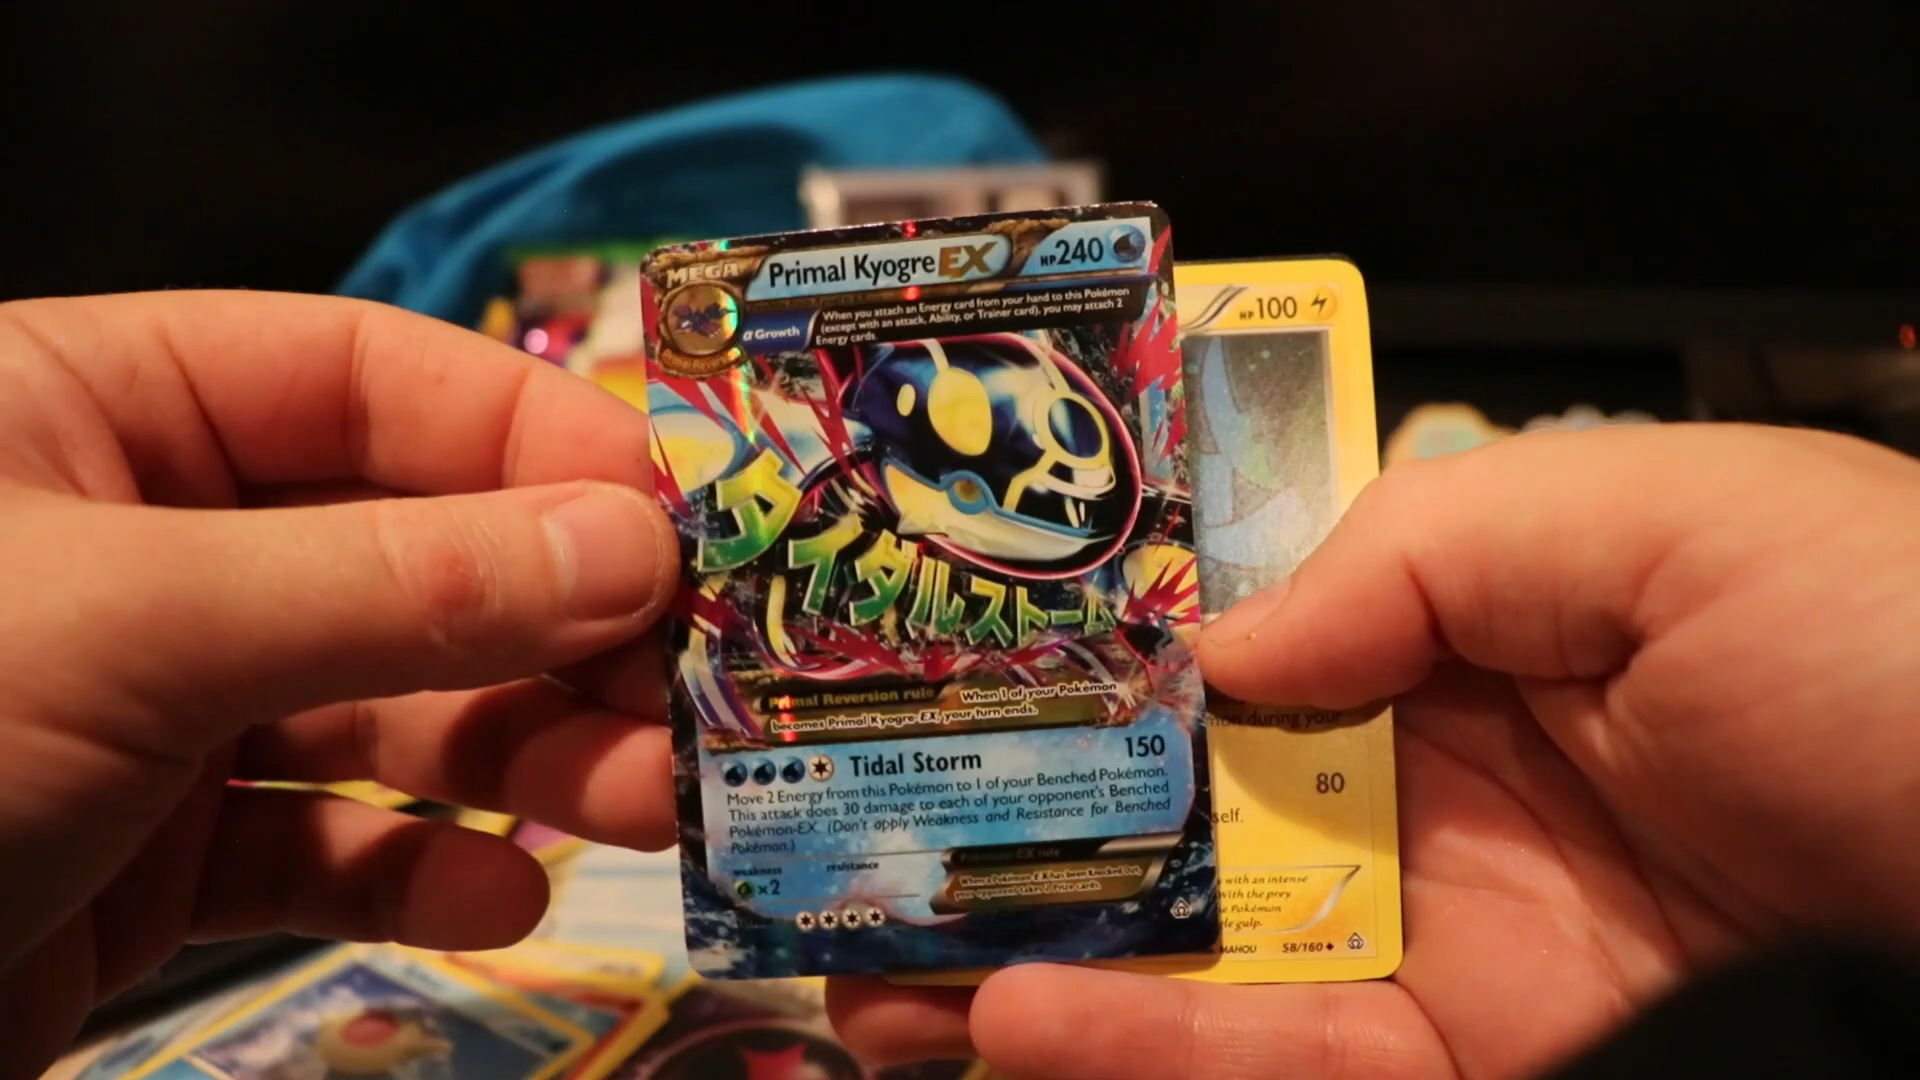 MEGA
Primal Kyogre EX
HP240
α Growth
When you attach an Energy card from your hand to this Pokémon
(except with an attack, Ability, or Trainer card), you may attach 2
Energy cards.
タイダルストーム
Primal Reversion rule When 1 of your Pokémon
becomes Primal Kyogre-EX, your turn ends.
Tidal Storm 150
Move 2 Energy from this Pokémon to 1 of your Benched Pokémon.
This attack does 30 damage to each of your opponent's Benched
Pokémon-EX. (Don't apply Weakness and Resistance for Benched
Pokémon.)
weakness resistance
×2
Pokémon-EX rule
When a Pokémon-EX has been Knocked Out,
your opponent takes 2 Prize cards.
HP100
during your
80
self.
with an intense
With the prey
Pokémon
gulp.
MAHOU 58/160